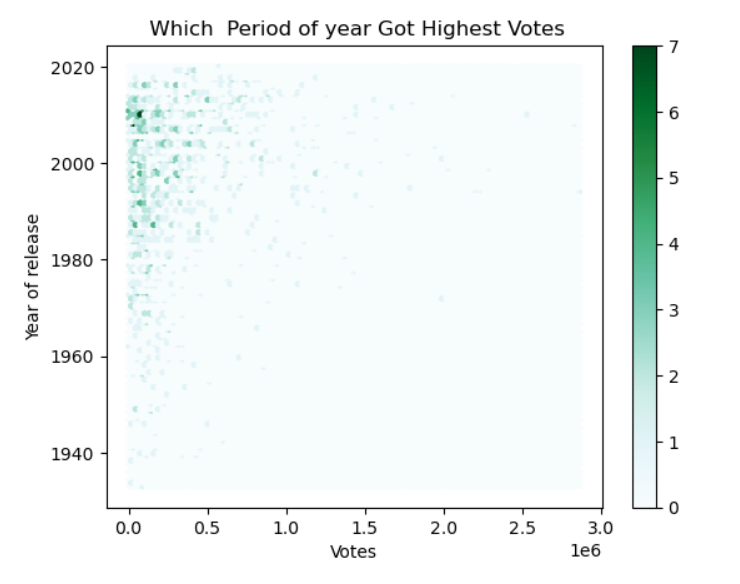 Which  Period of year Got Highest Votes
2020
2000
1980
1960
1940
Year of release
0.0 0.5 1.0 1.5 2.0 2.5 3.0
1e6
Votes
7
6
5
4
3
2
1
0